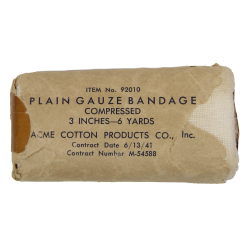 ITEM No. 92010
PLAIN GAUZE BANDAGE
COMPRESSED
3 INCHES—6 YARDS
ACME COTTON PRODUCTS CO., Inc.
Contract Date 6/13/41
Contract Number M-54588